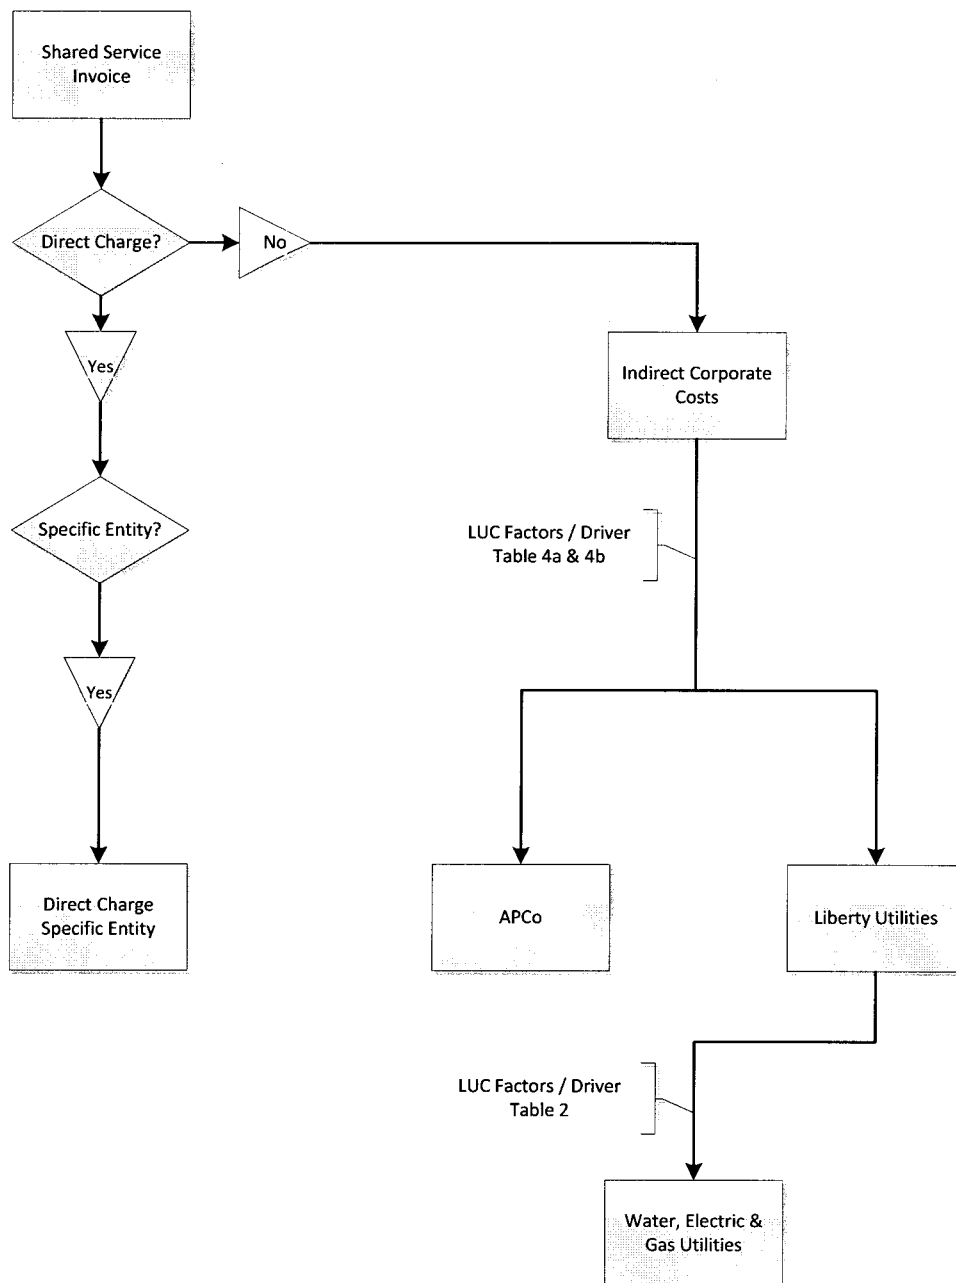 Shared Service
Invoice
Direct Charge?
No
Yes
Indirect Corporate
Costs
Specific Entity?
LUC Factors / Driver
Table 4a & 4b
Yes
Direct Charge
Specific Entity
APCo
Liberty Utilities
LUC Factors / Driver
Table 2
Water, Electric &
Gas Utilities